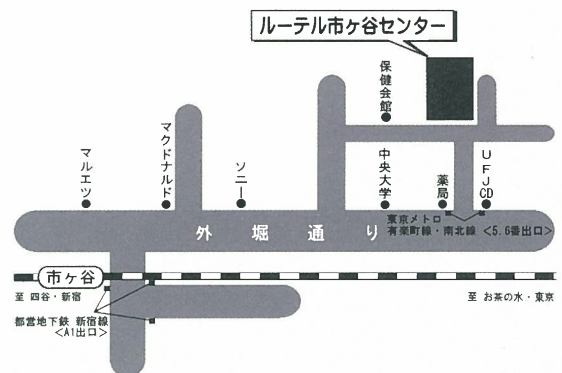 ルーテル市ヶ谷センター
保健会館
マルエツ
マクドナルド
ソニー
中央大学
薬局
UFJCD
外堀通り
東京メトロ
有楽町線・南北線 <5.6番出口>
市ヶ谷
至 四谷・新宿
至 お茶の水・東京
都営地下鉄 新宿線
<A1出口>